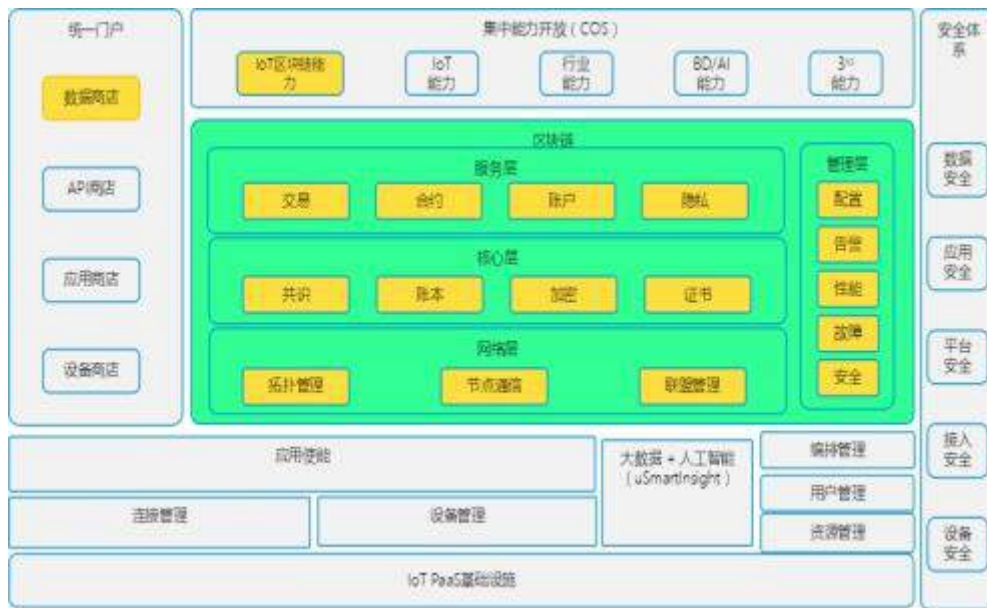 统一门户
数据商店
API商店
应用商店
设备商店
集中能力开放（COS）
IoT区块链能
力
IoT
能力
行业
能力
BD/AI
能力
3rd
能力
区块链
服务层
交易
合约
账户
隐私
核心层
共识
账本
加密
证书
网络层
拓扑管理
节点通信
联盟管理
管理层
配置
告警
性能
故障
安全
安全体
系
数据
安全
应用
安全
平台
安全
接入
安全
设备
安全
应用使能
连接管理
设备管理
大数据 + 人工智能
（uSmartInsight）
编排管理
用户管理
资源管理
IoT PaaS基础设施